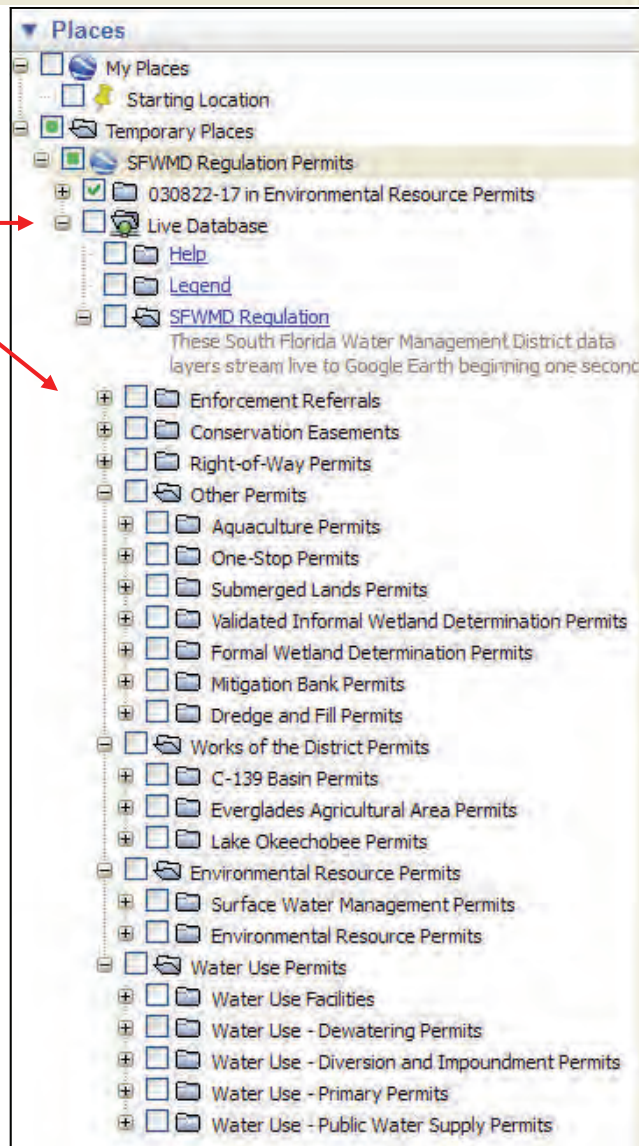 Places
My Places
Starting Location
Temporary Places
SFWMD Regulation Permits
030822-17 in Environmental Resource Permits
Live Database
Help
Legend
SFWMD Regulation
These South Florida Water Management District data
layers stream live to Google Earth beginning one second
Enforcement Referrals
Conservation Easements
Right-of-Way Permits
Other Permits
Aquaculture Permits
One-Stop Permits
Submerged Lands Permits
Validated Informal Wetland Determination Permits
Formal Wetland Determination Permits
Mitigation Bank Permits
Dredge and Fill Permits
Works of the District Permits
C-139 Basin Permits
Everglades Agricultural Area Permits
Lake Okeechobee Permits
Environmental Resource Permits
Surface Water Management Permits
Environmental Resource Permits
Water Use Permits
Water Use Facilities
Water Use - Dewatering Permits
Water Use - Diversion and Impoundment Permits
Water Use - Primary Permits
Water Use - Public Water Supply Permits